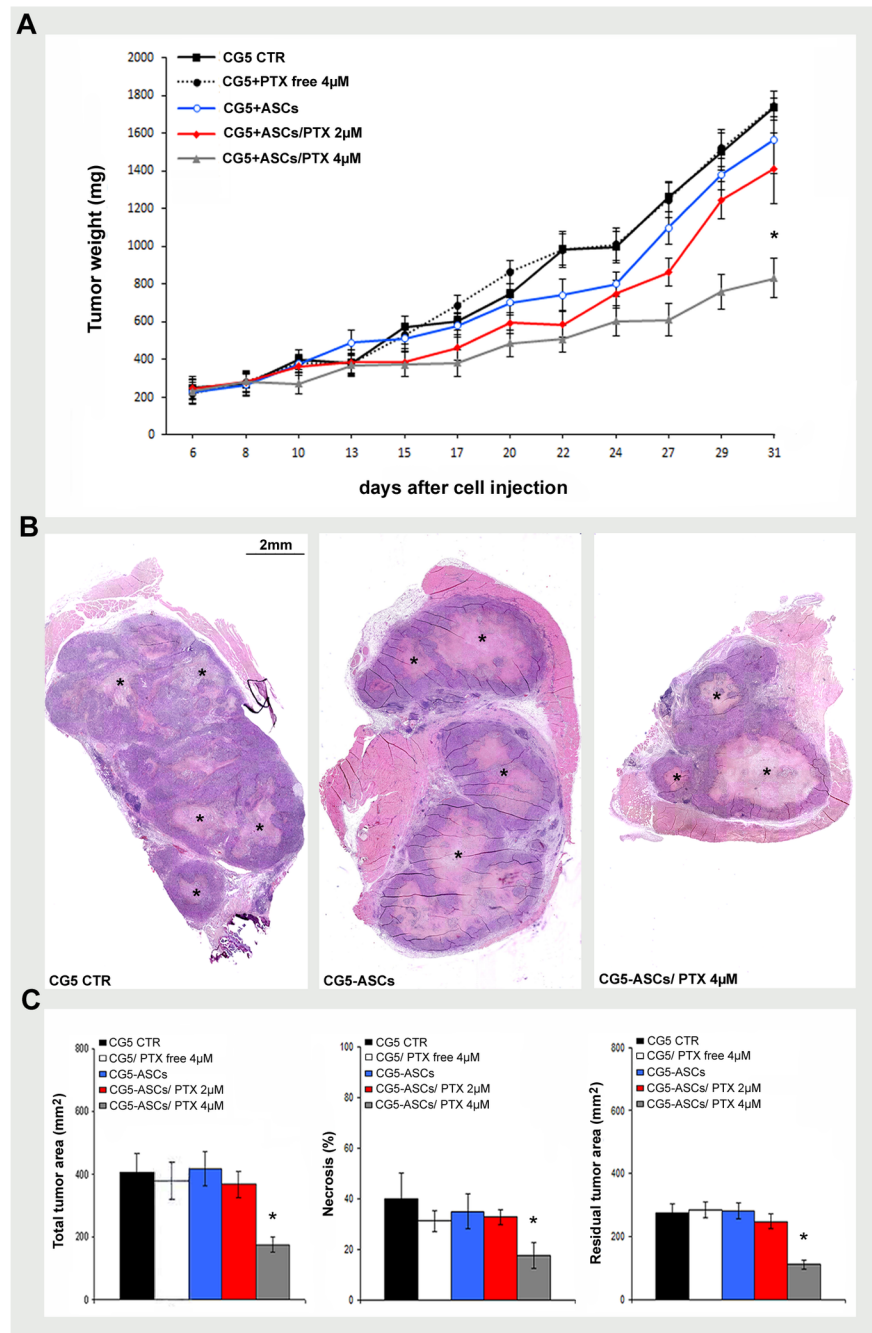 A
CG5 CTR
CG5+PTX free 4µM
CG5+ASCs
CG5+ASCs/PTX 2µM
CG5+ASCs/PTX 4µM
2000
1800
1600
1400
1200
1000
800
600
400
200
0
Tumor weight (mg)
*
6 8 10 13 15 17 20 22 24 27 29 31
days after cell injection
B
2mm
* * * * *
CG5 CTR
* * * *
CG5-ASCs
* * *
CG5-ASCs/ PTX 4µM
C
CG5 CTR
CG5/ PTX free 4µM
CG5-ASCs
CG5-ASCs/ PTX 2µM
CG5-ASCs/ PTX 4µM
800
600
400
200
0
Total tumor area (mm2)
*
CG5 CTR
CG5/ PTX free 4µM
CG5-ASCs
CG5-ASCs/ PTX 2µM
CG5-ASCs/ PTX 4µM
100
80
60
40
20
0
Necrosis (%)
*
CG5 CTR
CG5/ PTX free 4µM
CG5-ASCs
CG5-ASCs/ PTX 2µM
CG5-ASCs/ PTX 4µM
800
600
400
200
0
Residual tumor area (mm2)
*